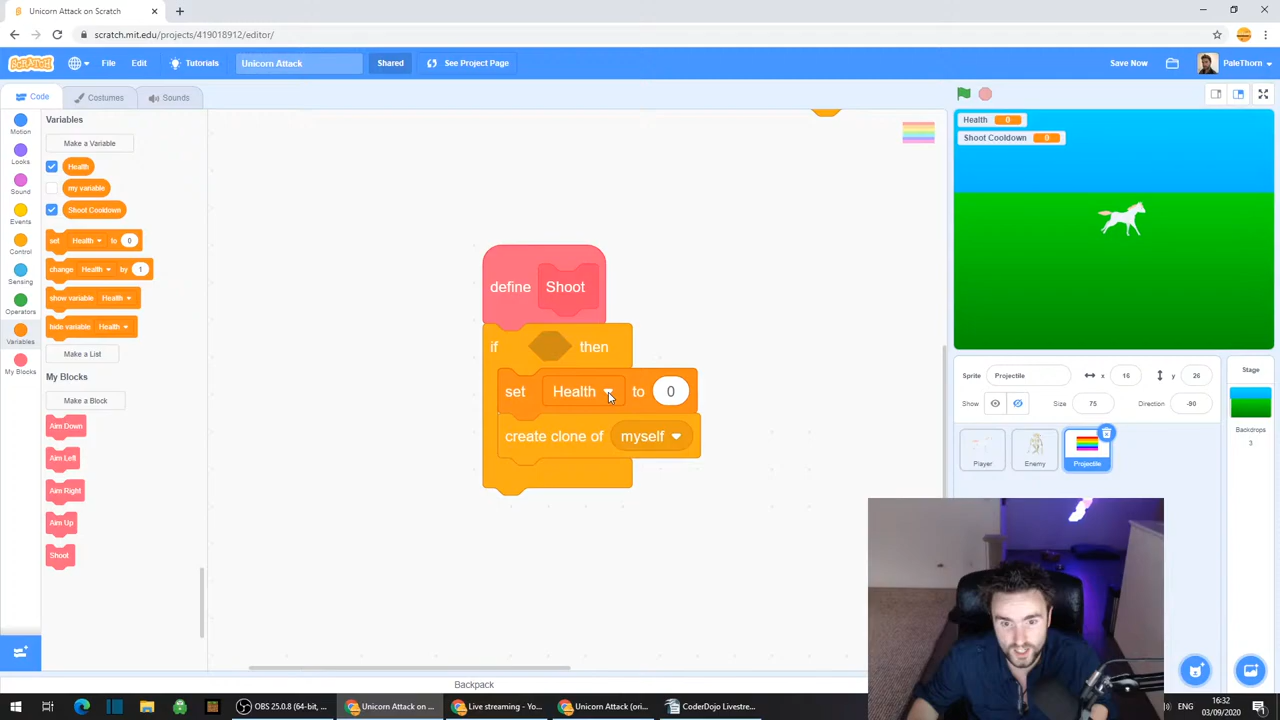 Unicorn Attack on Scratch
scratch.mit.edu/projects/419018912/editor/
SCRATCH
File
Edit
Tutorials
Unicorn Attack
Shared
See Project Page
Save Now
PaleThorn
Code
Costumes
Sounds
Motion
Looks
Sound
Events
Control
Sensing
Operators
Variables
My Blocks
Variables
Make a Variable
Health
my variable
Shoot Cooldown
set Health to 0
change Health by 1
show variable Health
hide variable Health
Make a List
My Blocks
Make a Block
Aim Down
Aim Left
Aim Right
Aim Up
Shoot
define Shoot
if then
set Health to 0
create clone of myself
Health 0
Shoot Cooldown 0
Sprite Projectile x 16 y 26
Show Size 75 Direction -90
Player
Enemy
Projectile
Stage
Backdrops
3
Backpack
OBS 25.0.8 (64-bit, ...
Unicorn Attack on ...
Live streaming - Yo...
Unicorn Attack (ori...
CoderDojo Livestre...
16:32
03/09/2020